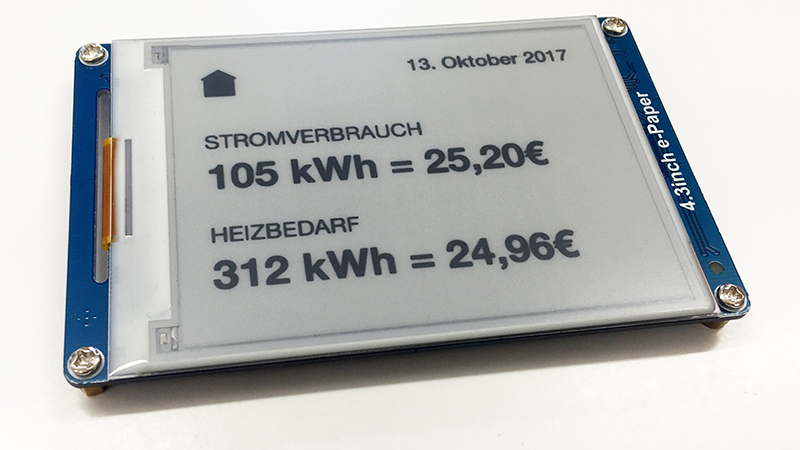 13. Oktober 2017
STROMVERBRAUCH
105 kWh = 25,20€
HEIZBEDARF
312 kWh = 24,96€
4.3inch e-Paper